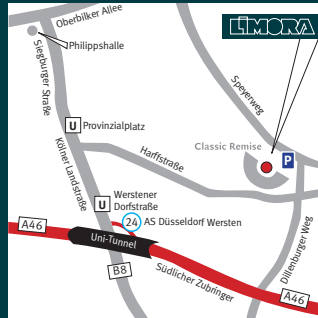 Oberbilker Allee
LIMORA
Siegburger Straße
Philippshalle
Speyerweg
U Provinzialplatz
Classic Remise
P
Harffstraße
Kölner Landstraße
U
Werstener
Dorfstraße
24 AS Düsseldorf Wersten
Dillenburger Weg
A46
Uni-Tunnel
B8
Südlicher Zubringer
A46